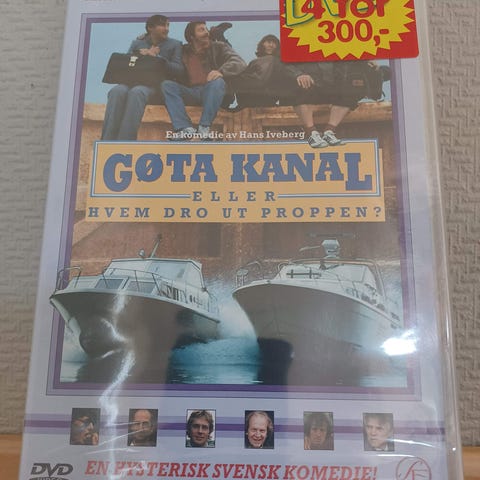 4 for
300,-
En komedie av Hans Iveberg
GØTA KANAL
ELLER
HVEM DRO UT PROPPEN?
DVD
EN HYSTERISK SVENSK KOMEDIE!